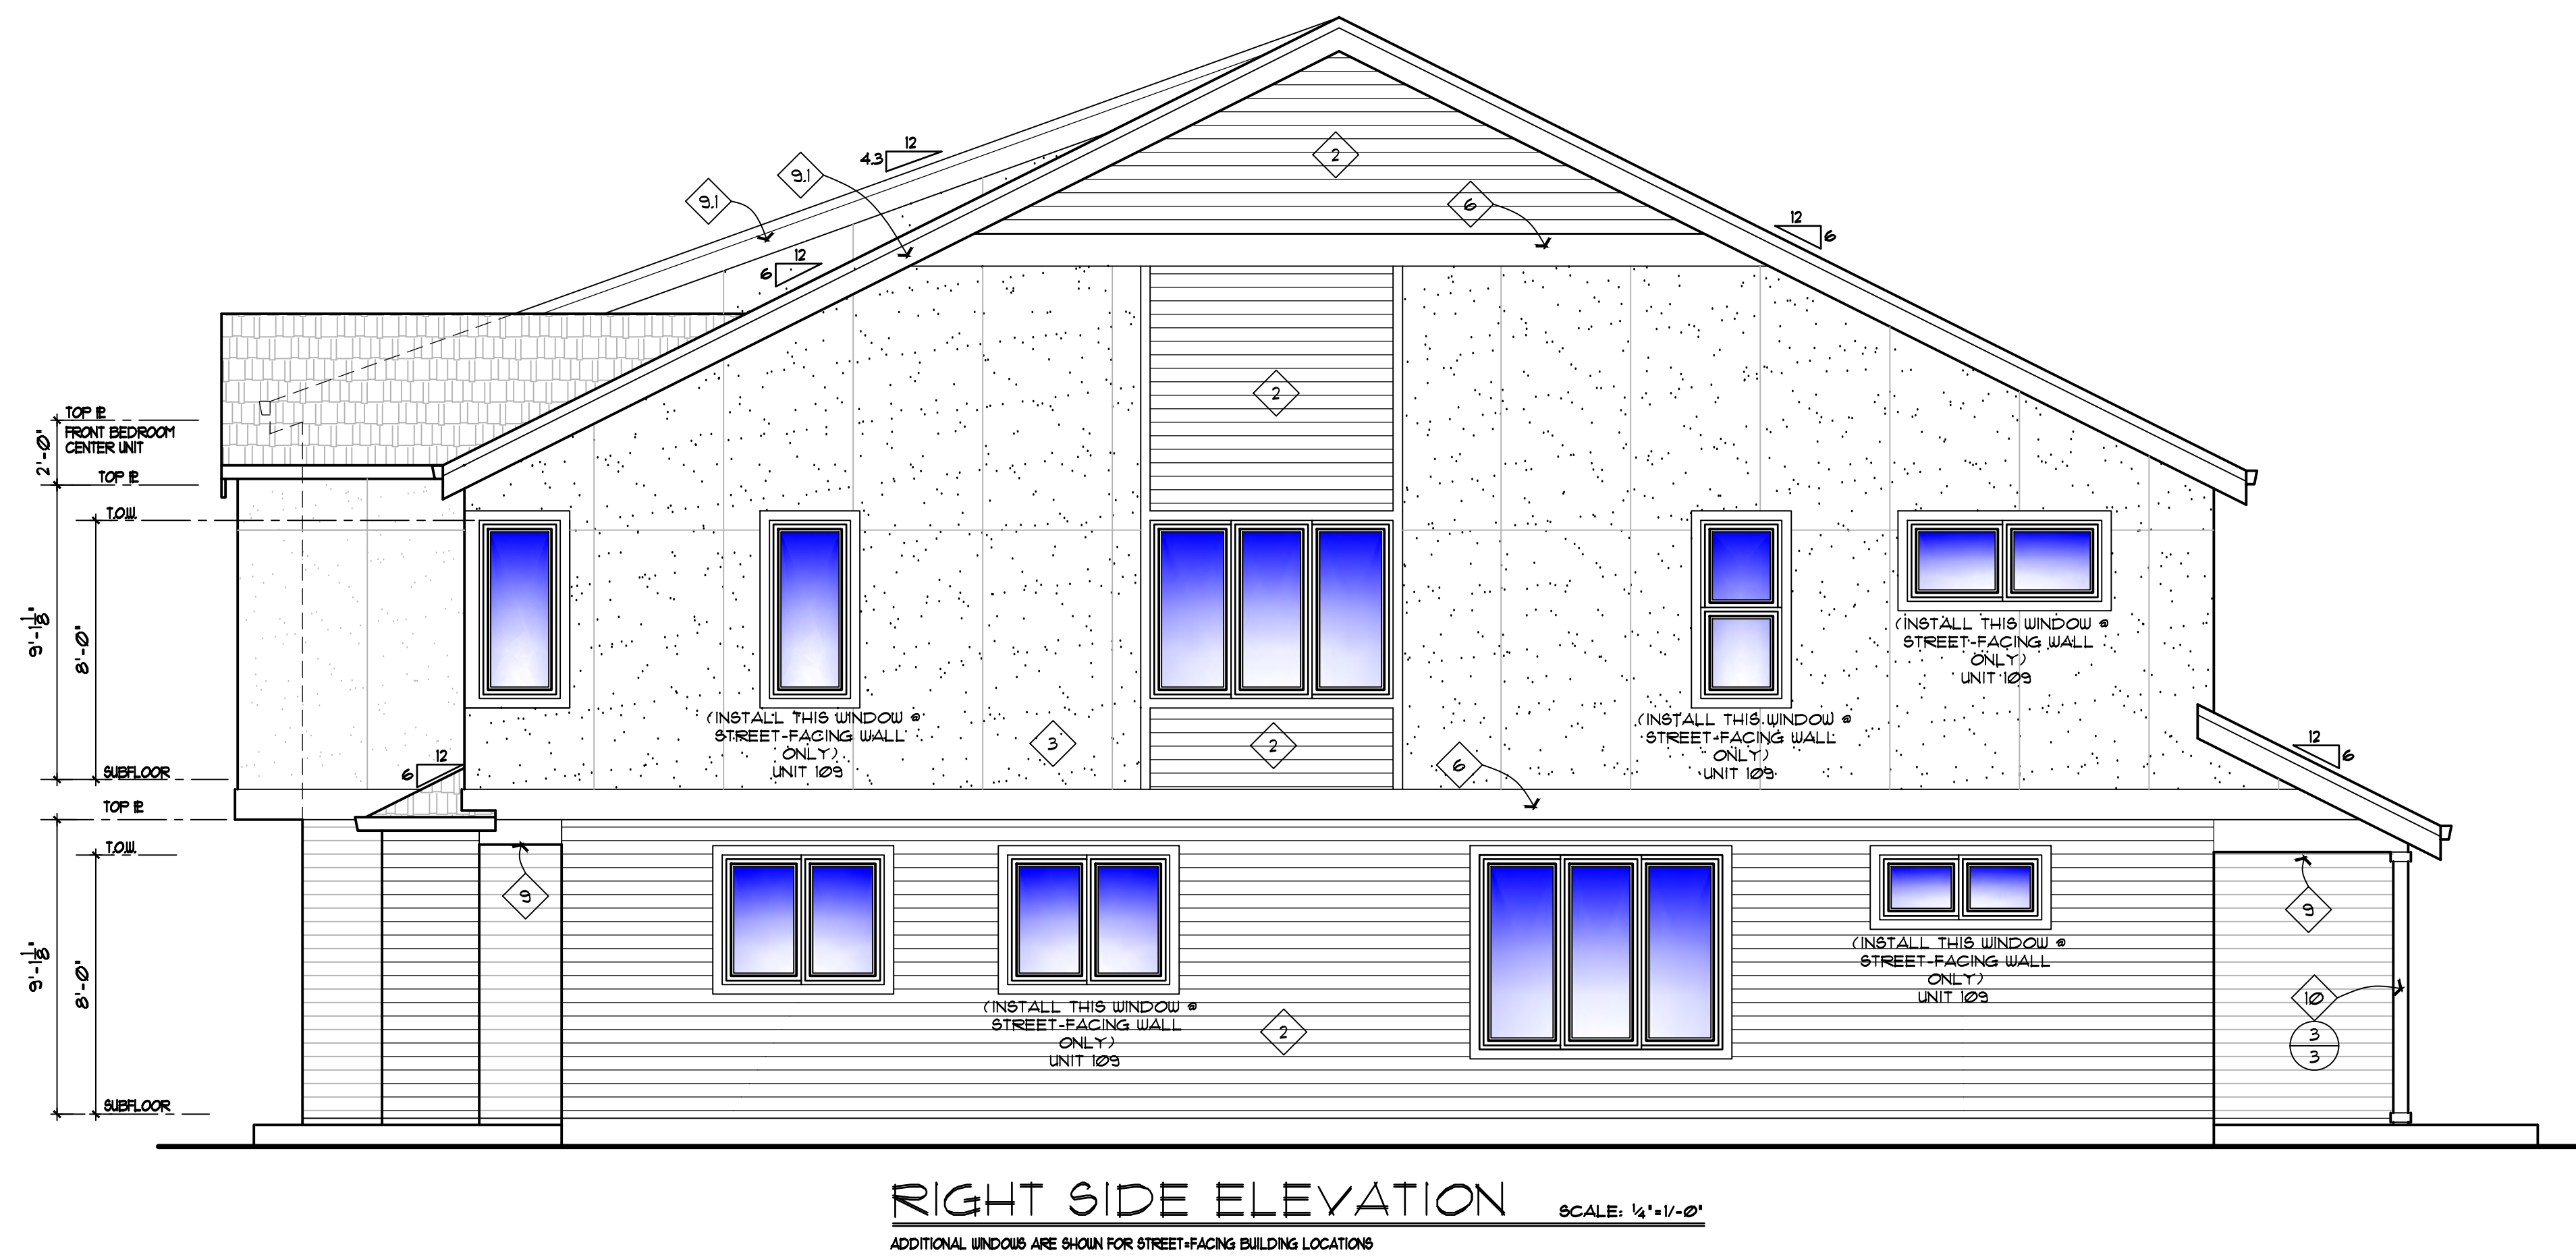 12
4.3
2
9.1
9.1
6
12
6
12
6
2
TOP PL
FRONT BEDROOM
CENTER UNIT
2'-0"
TOP PL
T.O.W.
9'-1 1/8"
8'-0"
(INSTALL THIS WINDOW @
STREET-FACING WALL
ONLY)
UNIT 109
(INSTALL THIS WINDOW @
STREET-FACING WALL
ONLY)
UNIT 109
(INSTALL THIS WINDOW @
STREET-FACING WALL
ONLY)
UNIT 109
3
2
6
12
6
12
6
SUBFLOOR
TOP PL
T.O.W.
9'-1 1/8"
8'-0"
9
9
(INSTALL THIS WINDOW @
STREET-FACING WALL
ONLY)
UNIT 109
(INSTALL THIS WINDOW @
STREET-FACING WALL
ONLY)
UNIT 109
2
10
3
3
SUBFLOOR
RIGHT SIDE ELEVATION
SCALE: 1/4"=1/-0"
ADDITIONAL WINDOWS ARE SHOWN FOR STREET=FACING BUILDING LOCATIONS